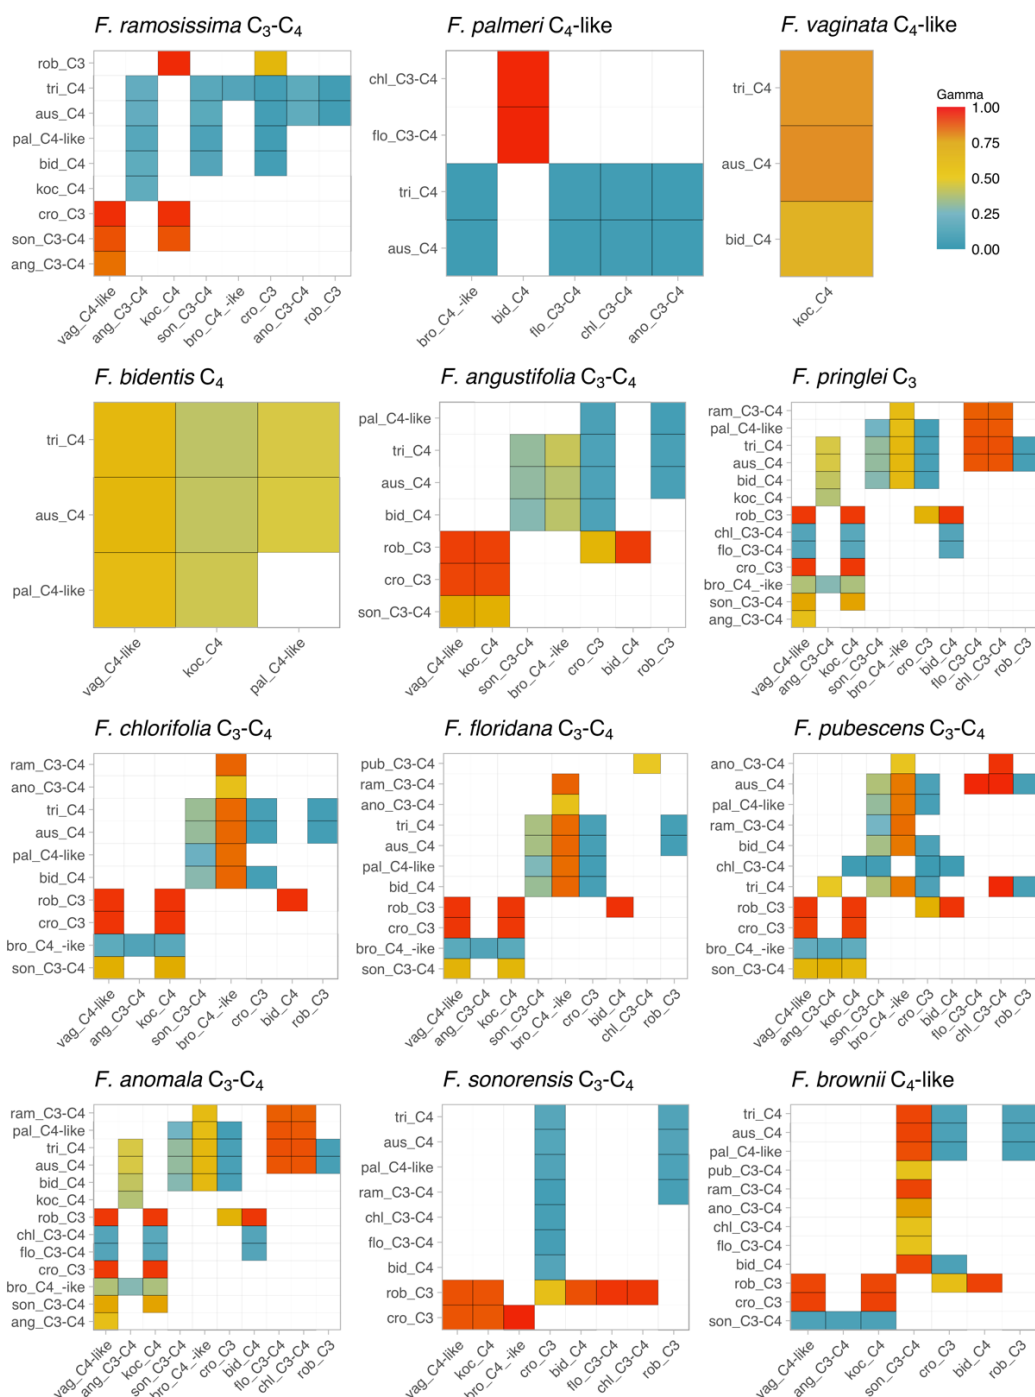 F. ramosissima C3-C4
rob_C3
tri_C4
aus_C4
pal_C4-like
bid_C4
koc_C4
cro_C3
son_C3-C4
ang_C3-C4
vag_C4-like
ang_C3-C4
koc_C4
son_C3-C4
bro_C4_-ike
cro_C3
ano_C3-C4
rob_C3
F. palmeri C4-like
chl_C3-C4
flo_C3-C4
tri_C4
aus_C4
bro_C4_-ike
bid_C4
flo_C3-C4
chl_C3-C4
ano_C3-C4
F. vaginata C4-like
tri_C4
aus_C4
bid_C4
koc_C4
Gamma
1.00
0.75
0.50
0.25
0.00
F. bidentis C4
tri_C4
aus_C4
pal_C4-like
vag_C4-like
koc_C4
pal_C4-like
F. angustifolia C3-C4
pal_C4-like
tri_C4
aus_C4
bid_C4
rob_C3
cro_C3
son_C3-C4
vag_C4-like
koc_C4
son_C3-C4
bro_C4_-ike
cro_C3
bid_C4
rob_C3
F. pringlei C3
ram_C3-C4
pal_C4-like
tri_C4
aus_C4
bid_C4
koc_C4
rob_C3
chl_C3-C4
flo_C3-C4
cro_C3
bro_C4_-ike
son_C3-C4
ang_C3-C4
vag_C4-like
ang_C3-C4
koc_C4
son_C3-C4
bro_C4_-ike
cro_C3
bid_C4
flo_C3-C4
chl_C3-C4
rob_C3
F. chlorifolia C3-C4
ram_C3-C4
ano_C3-C4
tri_C4
aus_C4
pal_C4-like
bid_C4
rob_C3
cro_C3
bro_C4_-ike
son_C3-C4
vag_C4-like
ang_C3-C4
koc_C4
son_C3-C4
bro_C4_-ike
cro_C3
bid_C4
rob_C3
F. floridana C3-C4
pub_C3-C4
ram_C3-C4
ano_C3-C4
tri_C4
aus_C4
pal_C4-like
bid_C4
rob_C3
cro_C3
bro_C4_-ike
son_C3-C4
vag_C4-like
ang_C3-C4
koc_C4
son_C3-C4
bro_C4_-ike
cro_C3
bid_C4
chl_C3-C4
rob_C3
F. pubescens C3-C4
ano_C3-C4
aus_C4
pal_C4-like
ram_C3-C4
bid_C4
chl_C3-C4
tri_C4
rob_C3
cro_C3
bro_C4_-ike
son_C3-C4
vag_C4-like
ang_C3-C4
koc_C4
son_C3-C4
bro_C4_-ike
cro_C3
bid_C4
flo_C3-C4
chl_C3-C4
rob_C3
F. anomala C3-C4
ram_C3-C4
pal_C4-like
tri_C4
aus_C4
bid_C4
koc_C4
rob_C3
chl_C3-C4
flo_C3-C4
cro_C3
bro_C4_-ike
son_C3-C4
ang_C3-C4
vag_C4-like
ang_C3-C4
koc_C4
son_C3-C4
bro_C4_-ike
cro_C3
bid_C4
flo_C3-C4
chl_C3-C4
rob_C3
F. sonorensis C3-C4
tri_C4
aus_C4
pal_C4-like
ram_C3-C4
chl_C3-C4
flo_C3-C4
bid_C4
rob_C3
cro_C3
vag_C4-like
koc_C4
bro_C4_-ike
cro_C3
bid_C4
flo_C3-C4
chl_C3-C4
rob_C3
F. brownii C4-like
tri_C4
aus_C4
pal_C4-like
pub_C3-C4
ram_C3-C4
ano_C3-C4
chl_C3-C4
flo_C3-C4
bid_C4
rob_C3
cro_C3
son_C3-C4
vag_C4-like
ang_C3-C4
koc_C4
son_C3-C4
cro_C3
bid_C4
rob_C3